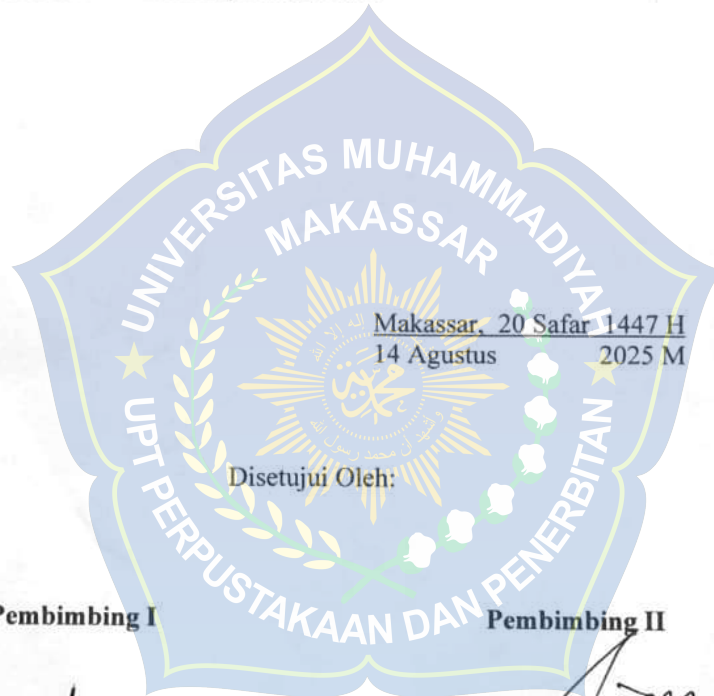 UNIVERSITAS MUHAMMADIYAH
MAKASSAR
Makassar, 20 Safar 1447 H
14 Agustus 2025 M
Disetujui Oleh:
UPT PERPUSTAKAAN DAN PENERBITAN
Pembimbing I
Pembimbing II